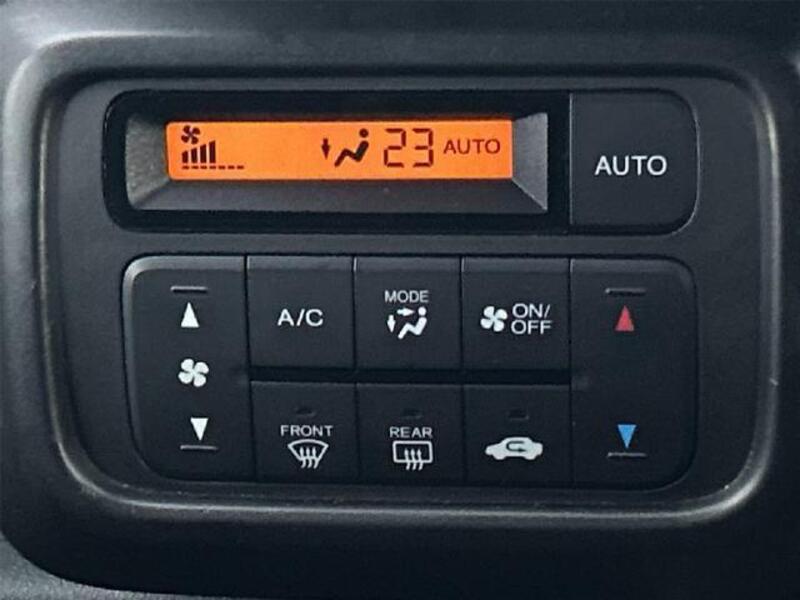 23 AUTO
AUTO
A/C
MODE
ON/
OFF
FRONT
REAR